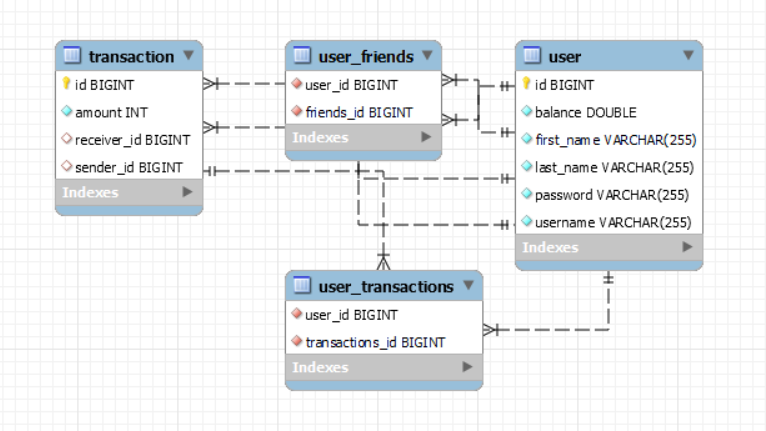 transaction
id BIGINT
amount INT
receiver_id BIGINT
sender_id BIGINT
Indexes
user_friends
user_id BIGINT
friends_id BIGINT
Indexes
user
id BIGINT
balance DOUBLE
first_name VARCHAR(255)
last_name VARCHAR(255)
password VARCHAR(255)
username VARCHAR(255)
Indexes
user_transactions
user_id BIGINT
transactions_id BIGINT
Indexes